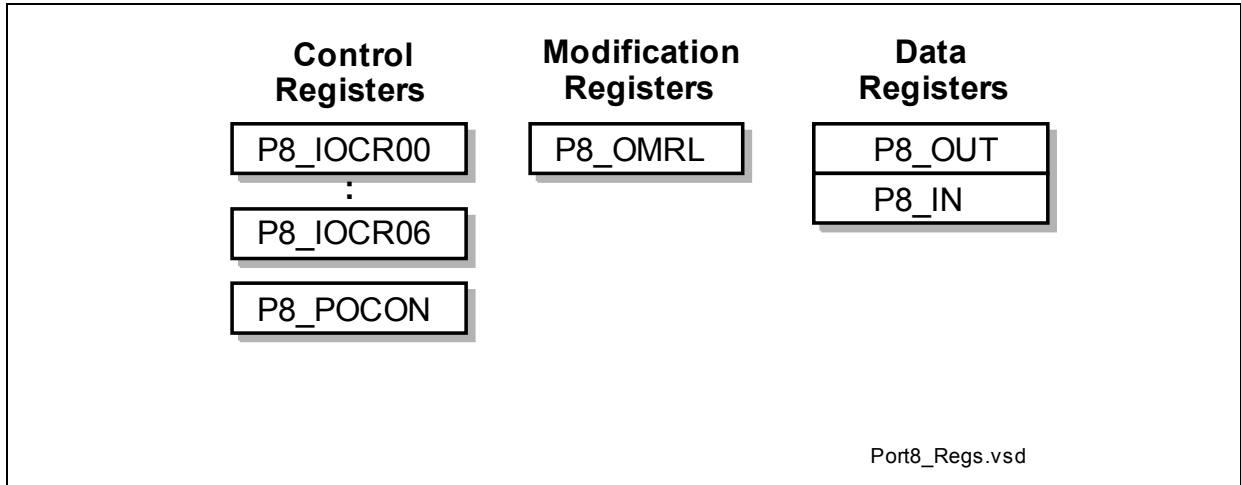 Control
Registers
P8_IOCR00
:
P8_IOCR06
P8_POCON
Modification
Registers
P8_OMRL
Data
Registers
P8_OUT
P8_IN
Port8_Regs.vsd